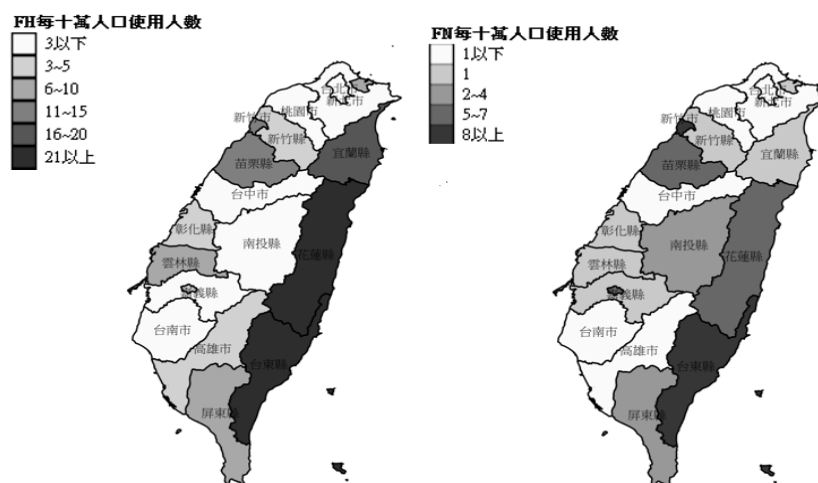 FH每十萬人口使用人數
3以下
3~5
6~10
11~15
16~20
21以上
台北市
新北市
桃園市
新竹市
新竹縣
苗栗縣
宜蘭縣
台中市
彰化縣
南投縣
花蓮縣
雲林縣
嘉義縣
台南市
高雄市
台東縣
屏東縣
FN每十萬人口使用人數
1以下
1
2~4
5~7
8以上
台北市
新北市
桃園市
新竹市
新竹縣
苗栗縣
宜蘭縣
台中市
彰化縣
南投縣
花蓮縣
雲林縣
嘉義縣
台南市
高雄市
台東縣
屏東縣